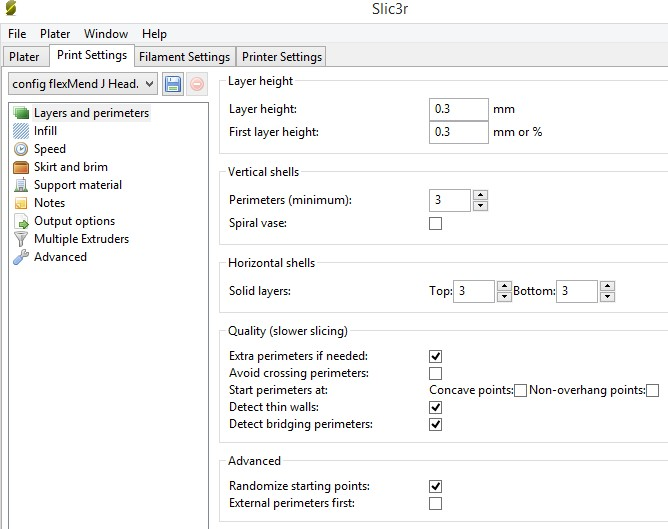 Slic3r
File Plater Window Help
Plater Print Settings Filament Settings Printer Settings
config flexMend J Head.
Layers and perimeters
Infill
Speed
Skirt and brim
Support material
Notes
Output options
Multiple Extruders
Advanced
Layer height
Layer height: 0.3 mm
First layer height: 0.3 mm or %
Vertical shells
Perimeters (minimum): 3
Spiral vase:
Horizontal shells
Solid layers: Top: 3 Bottom: 3
Quality (slower slicing)
Extra perimeters if needed:
Avoid crossing perimeters:
Start perimeters at: Concave points: Non-overhang points:
Detect thin walls:
Detect bridging perimeters:
Advanced
Randomize starting points:
External perimeters first: